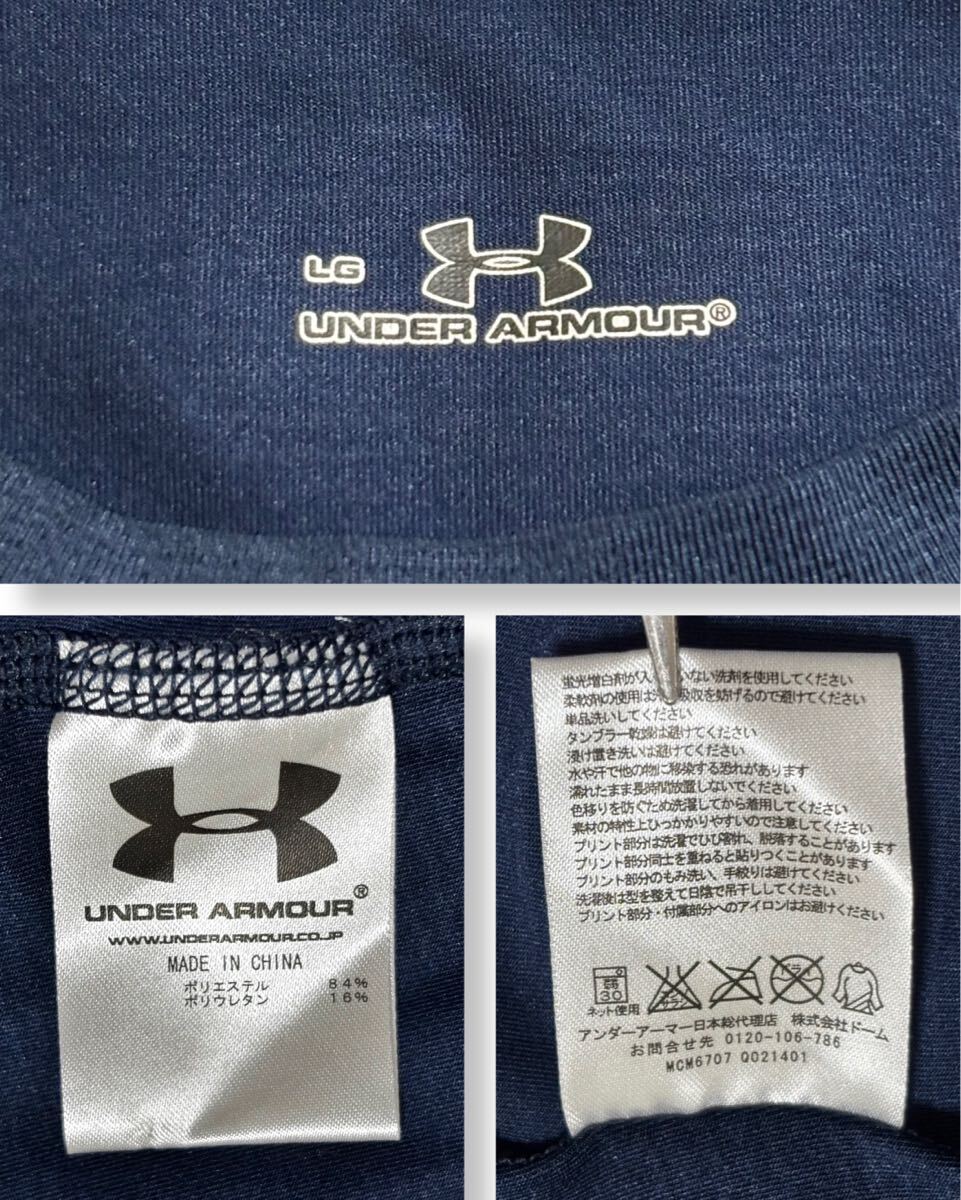 LG
UNDER ARMOUR®
UNDER ARMOUR®
WWW.UNDERARMOUR.CO.JP
MADE IN CHINA
ポリエステル 84%
ポリウレタン 16%
蛍光増白剤が入 いない洗剤を使用してください
柔軟剤の使用は 吸収を妨げるので避けてください
単品洗いしてください
タンブラー乾燥は避けてください
浸け置き洗いは避けてください
水や汗で他の物に移染する恐れがあります
濡れたまま長時間放置しないでください
色移りを防ぐため洗濯してから着用してください
素材の特性上ひっかかりやすいので注意してください
プリント部分は洗濯でひび割れ、脱落することがあります
プリント部分同士を重ねると貼りつくことがあります
プリント部分のもみ洗い、手絞りは避けてください
洗濯後は型を整えて日陰で吊干ししてください
プリント部分・付属部分へのアイロンはお避けください
弱 30 エンソサラシ ドライ
ネット使用
アンダーアーマー日本総代理店 株式会社ドーム
お問合せ先 0120-106-786
MCM6707 Q021401